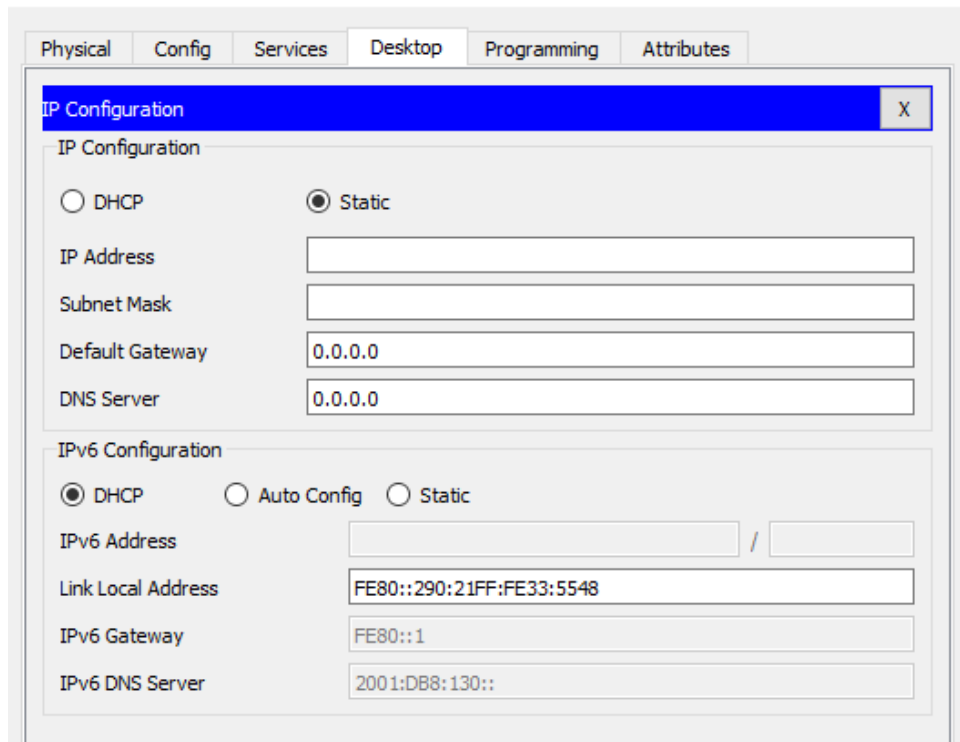 Physical Config Services Desktop Programming Attributes
IP Configuration X
IP Configuration
DHCP Static
IP Address
Subnet Mask
Default Gateway 0.0.0.0
DNS Server 0.0.0.0
IPv6 Configuration
DHCP Auto Config Static
IPv6 Address /
Link Local Address FE80::290:21FF:FE33:5548
IPv6 Gateway FE80::1
IPv6 DNS Server 2001:DB8:130::